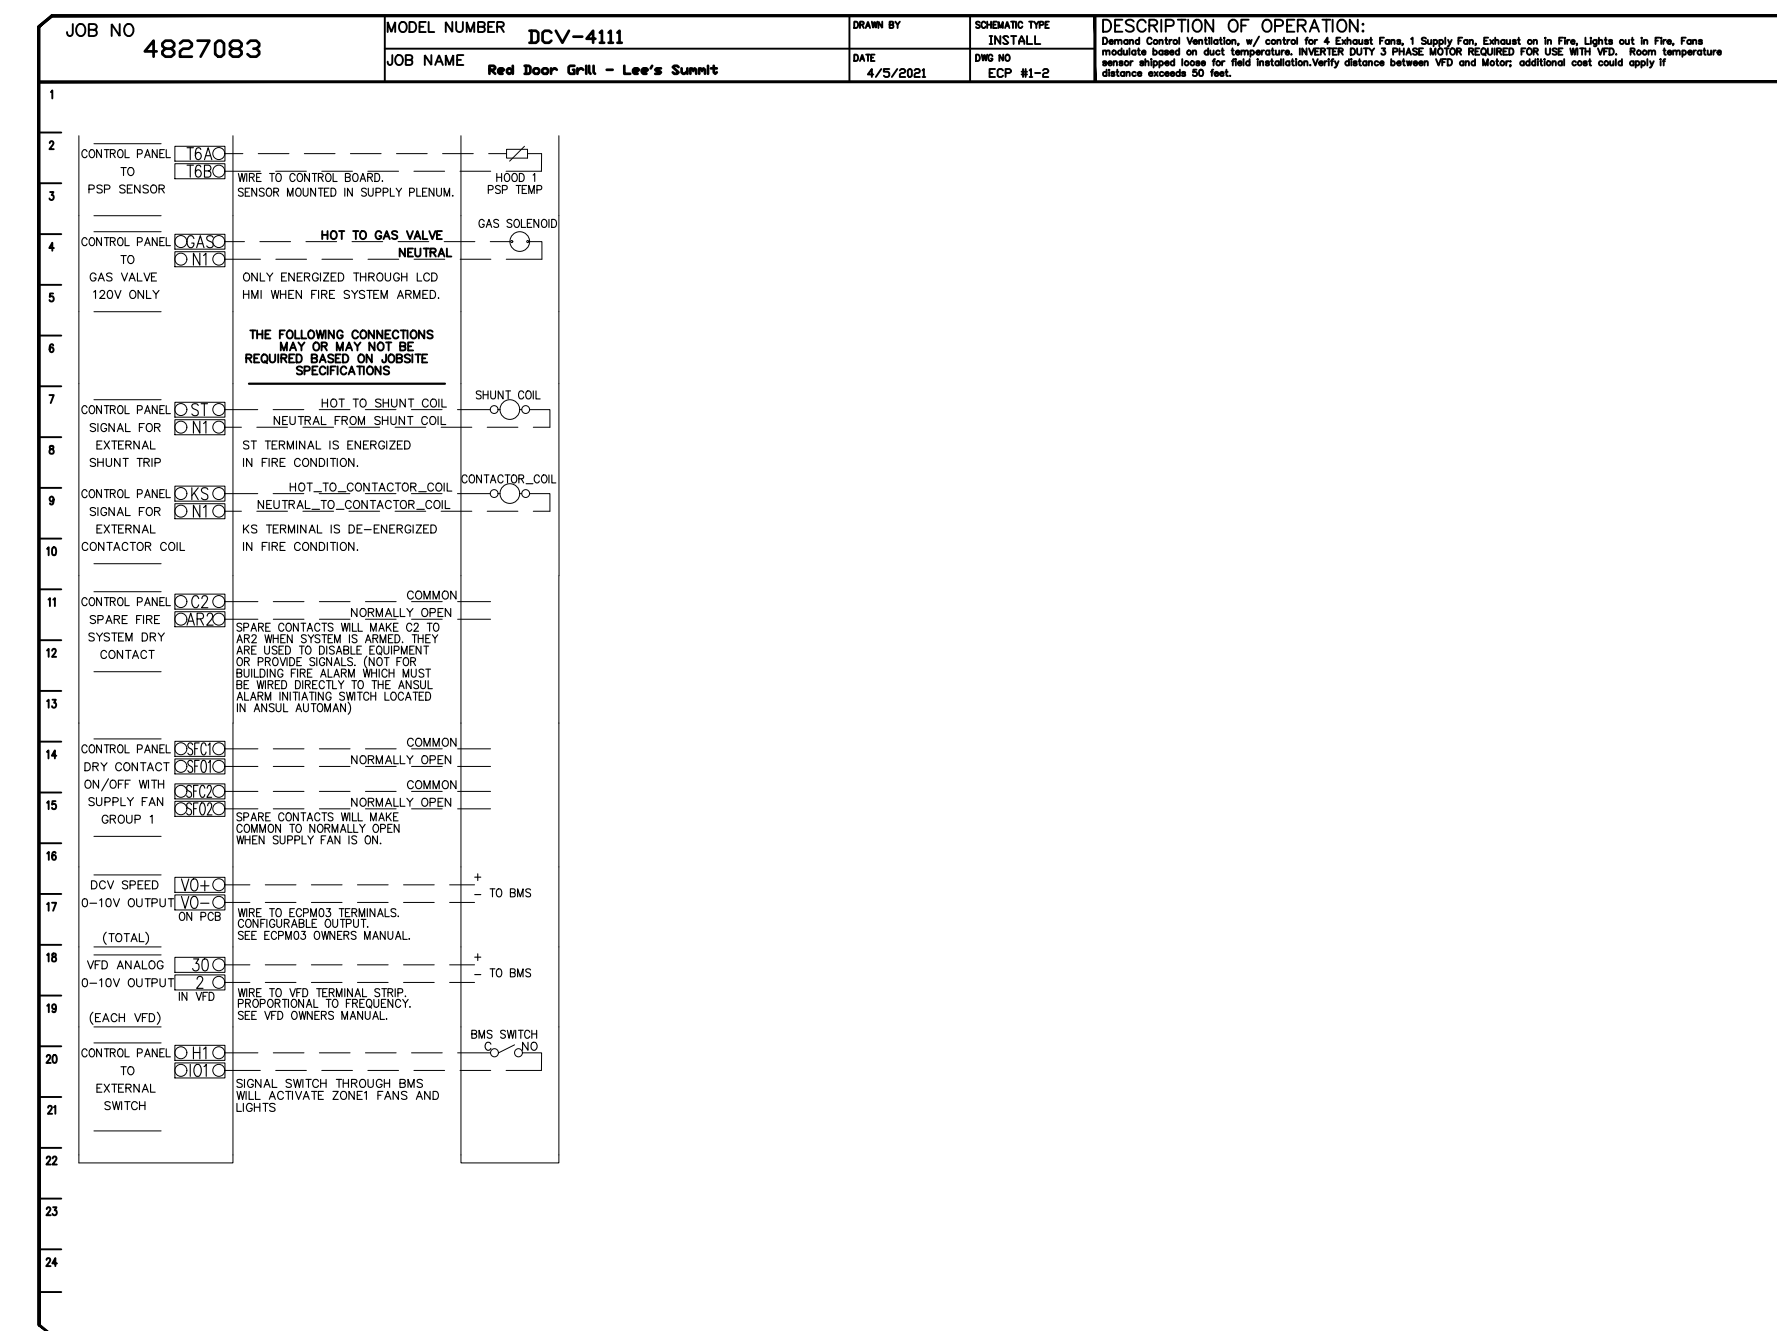 JOB NO
4827083
MODEL NUMBER
DCV-4111
JOB NAME
Red Door Grill - Lee's Summit
DRAWN BY
DATE
4/5/2021
SCHEMATIC TYPE
INSTALL
DWG NO
ECP #1-2
DESCRIPTION OF OPERATION:
Demand Control Ventilation, w/ control for 4 Exhaust Fans, 1 Supply Fan, Exhaust on in Fire, Lights out in Fire, Fans
modulate based on duct temperature. INVERTER DUTY 3 PHASE MOTOR REQUIRED FOR USE WITH VFD. Room temperature
sensor shipped loose for field installation.Verify distance between VFD and Motor; additional cost could apply if
distance exceeds 50 feet.
1
2
3
4
5
6
7
8
9
10
11
12
13
14
15
16
17
18
19
20
21
22
23
24
CONTROL PANEL
TO
PSP SENSOR
T6A
T6B
WIRE TO CONTROL BOARD.
SENSOR MOUNTED IN SUPPLY PLENUM.
HOOD 1
PSP TEMP
CONTROL PANEL
TO
GAS VALVE
120V ONLY
GAS
N1
HOT TO GAS VALVE
NEUTRAL
ONLY ENERGIZED THROUGH LCD
HMI WHEN FIRE SYSTEM ARMED.
GAS SOLENOID
THE FOLLOWING CONNECTIONS
MAY OR MAY NOT BE
REQUIRED BASED ON JOBSITE
SPECIFICATIONS
CONTROL PANEL
SIGNAL FOR
EXTERNAL
SHUNT TRIP
ST
N1
HOT TO SHUNT COIL
NEUTRAL FROM SHUNT COIL
ST TERMINAL IS ENERGIZED
IN FIRE CONDITION.
SHUNT COIL
CONTROL PANEL
SIGNAL FOR
EXTERNAL
CONTACTOR COIL
KS
N1
HOT_TO_CONTACTOR_COIL
NEUTRAL_TO_CONTACTOR_COIL
KS TERMINAL IS DE-ENERGIZED
IN FIRE CONDITION.
CONTACTOR_COIL
CONTROL PANEL
SPARE FIRE
SYSTEM DRY
CONTACT
C2
AR2
COMMON
NORMALLY OPEN
SPARE CONTACTS WILL MAKE C2 TO
AR2 WHEN SYSTEM IS ARMED. THEY
ARE USED TO DISABLE EQUIPMENT
OR PROVIDE SIGNALS. (NOT FOR
BUILDING FIRE ALARM WHICH MUST
BE WIRED DIRECTLY TO THE ANSUL
ALARM INITIATING SWITCH LOCATED
IN ANSUL AUTOMAN)
CONTROL PANEL
DRY CONTACT
ON/OFF WITH
SUPPLY FAN
GROUP 1
SFC1
SFO1
SFC2
SFO2
COMMON
NORMALLY OPEN
COMMON
NORMALLY OPEN
SPARE CONTACTS WILL MAKE
COMMON TO NORMALLY OPEN
WHEN SUPPLY FAN IS ON.
DCV SPEED
0-10V OUTPUT
(TOTAL)
VO+
VO-
ON PCB
WIRE TO ECPM03 TERMINALS.
CONFIGURABLE OUTPUT.
SEE ECPM03 OWNERS MANUAL.
+
- TO BMS
VFD ANALOG
0-10V OUTPUT
(EACH VFD)
30
2
IN VFD
WIRE TO VFD TERMINAL STRIP.
PROPORTIONAL TO FREQUENCY.
SEE VFD OWNERS MANUAL.
+
- TO BMS
CONTROL PANEL
TO
EXTERNAL
SWITCH
H1
IO1
SIGNAL SWITCH THROUGH BMS
WILL ACTIVATE ZONE1 FANS AND
LIGHTS
BMS SWITCH
C NO